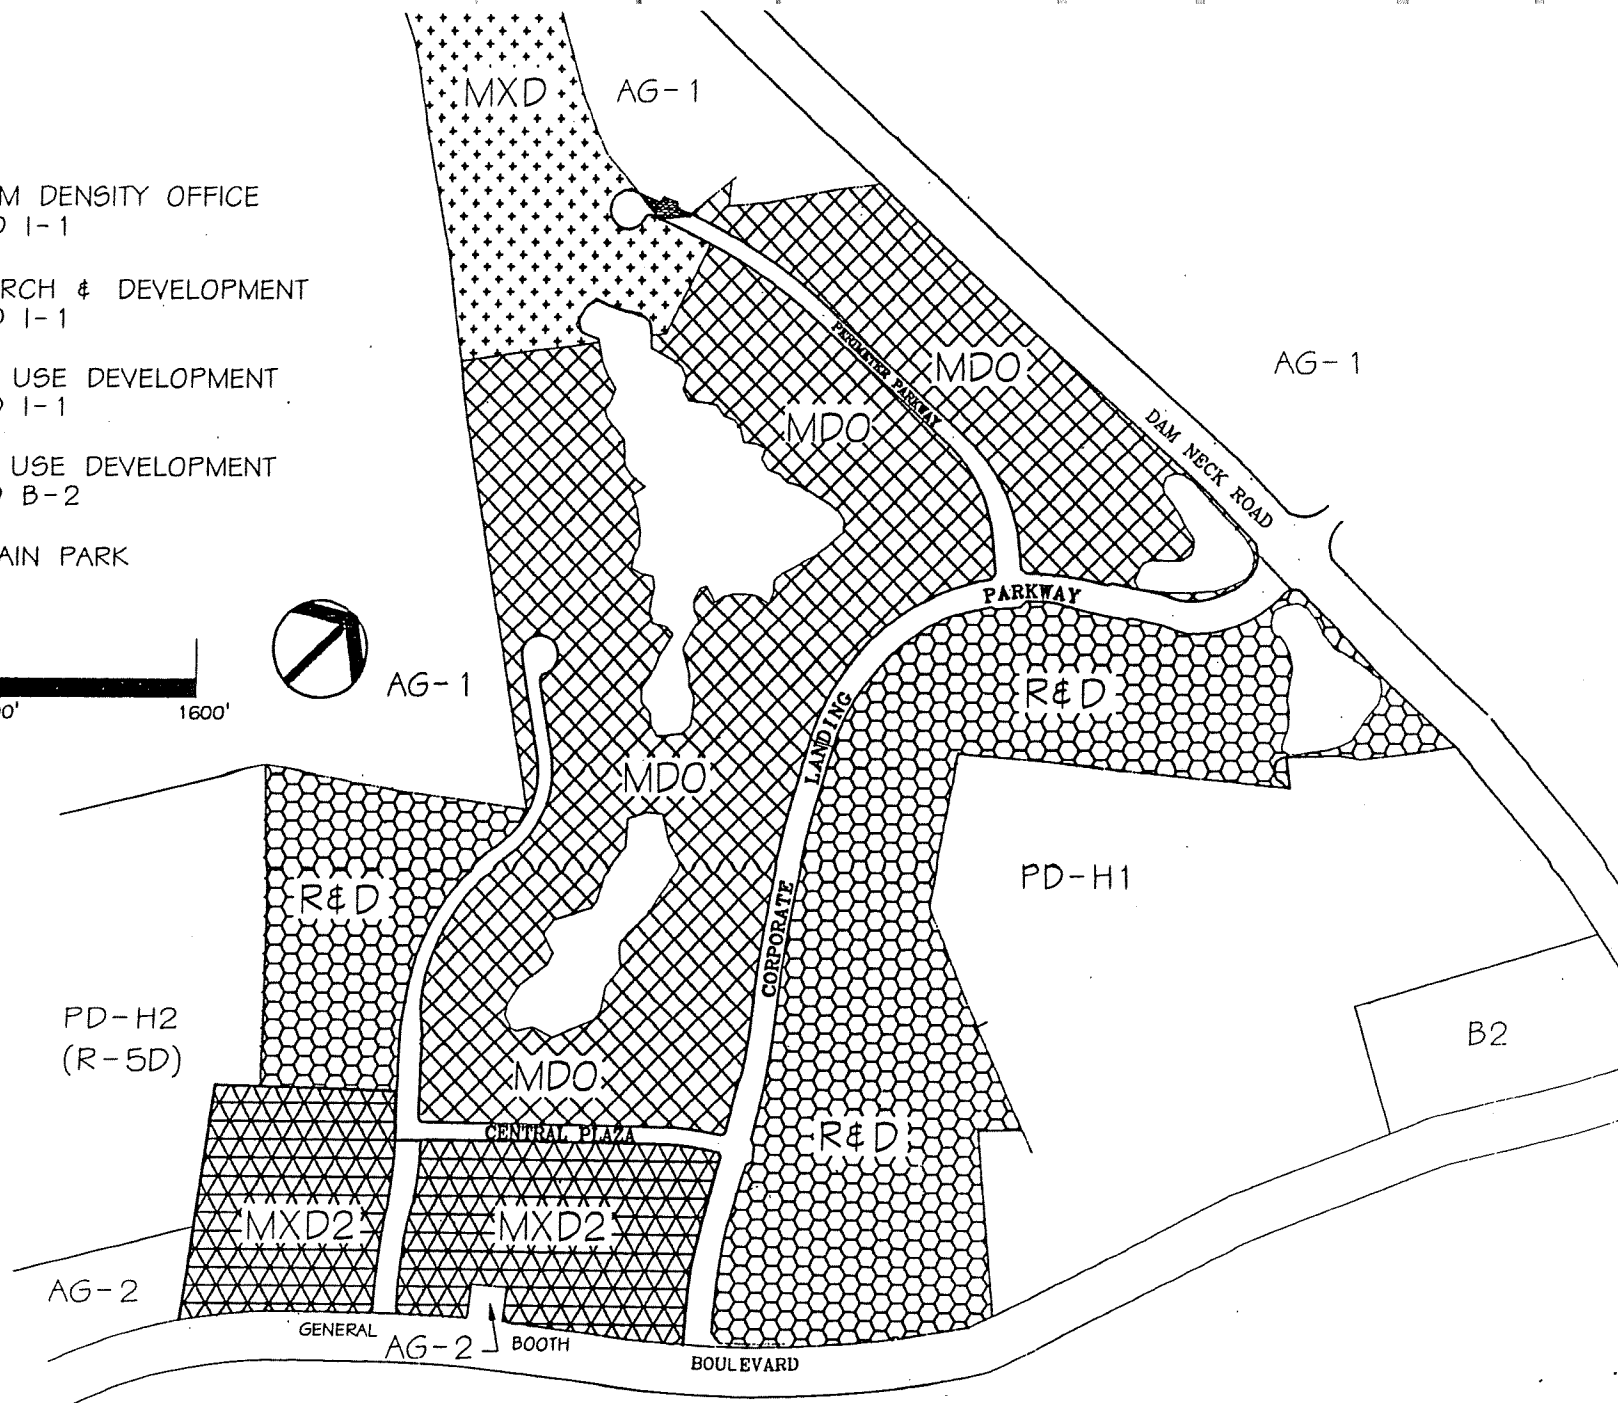 MXD
AG-1
M DENSITY OFFICE
I-1
RCH & DEVELOPMENT
I-1
USE DEVELOPMENT
I-1
USE DEVELOPMENT
B-2
AIN PARK
1600'
AG-1
PERIMETER PARKWAY
MDO
MDO
AG-1
DAM NECK ROAD
PARKWAY
R&D
LANDING
MDO
CORPORATE
PD-H1
R&D
PD-H2
(R-5D)
B2
MDO
CENTRAL PLAZA
R&D
MXD2
MXD2
AG-2
GENERAL
AG-2
BOOTH
BOULEVARD